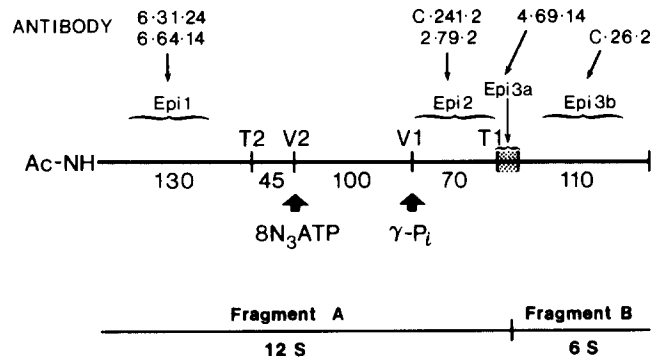 ANTIBODY
6·31·24
6·64·14
C·241·2
2·79·2
4·69·14
C·26·2
Epi1
Epi2
Epi3a
Epi3b
T2
V2
V1
T1
Ac-NH
130
45
100
70
110
8N₃ATP
γ-Pᵢ
Fragment A
Fragment B
12 S
6 S